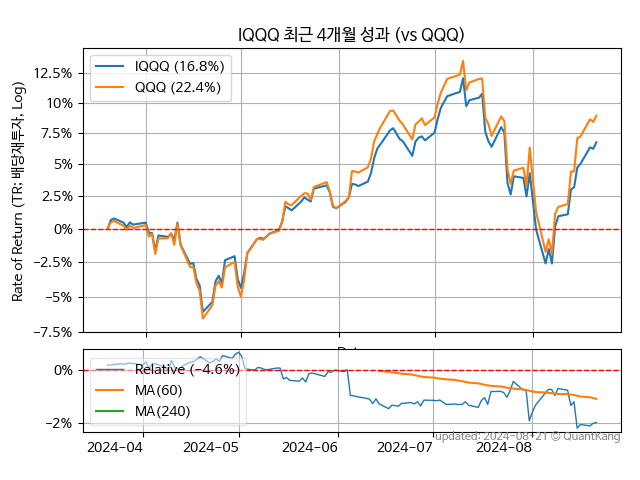 IQQQ 최근 4개월 성과 (vs QQQ)
Rate of Return (TR: 배당재투자, Log)
12.5%
10%
7.5%
5%
2.5%
0%
−2.5%
−5%
−7.5%
IQQQ (16.8%)
QQQ (22.4%)
0%
−2%
Relative (−4.6%)
MA(60)
MA(240)
2024-04
2024-05
2024-06
2024-07
2024-08
updated: 2024-08-21 © QuantKang